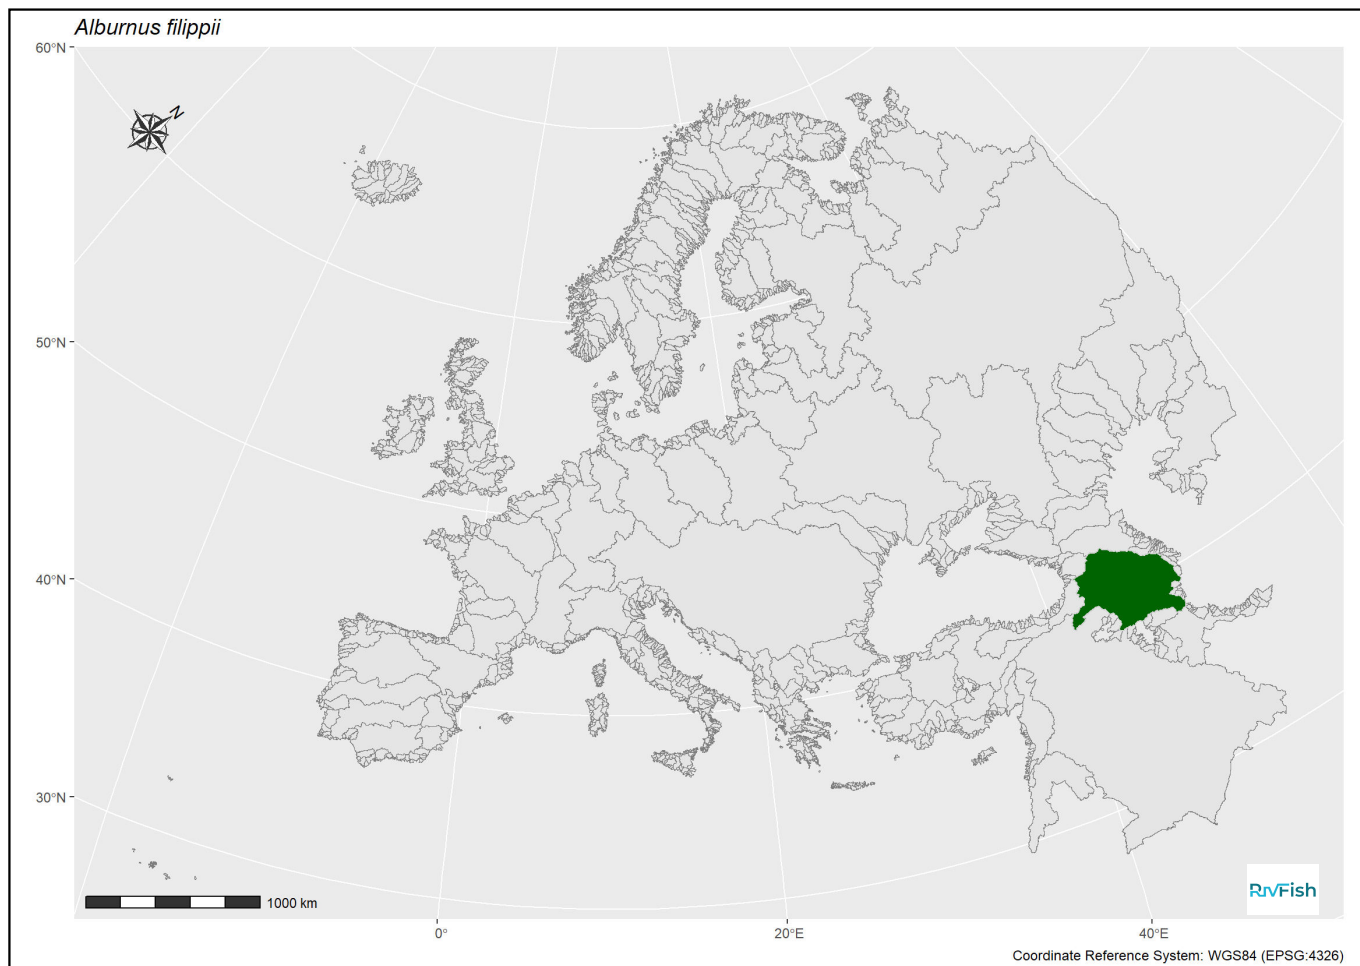 Alburnus filippii
60°N
N
50°N
40°N
30°N
1000 km
RIVFish
0°
20°E
40°E
Coordinate Reference System: WGS84 (EPSG:4326)